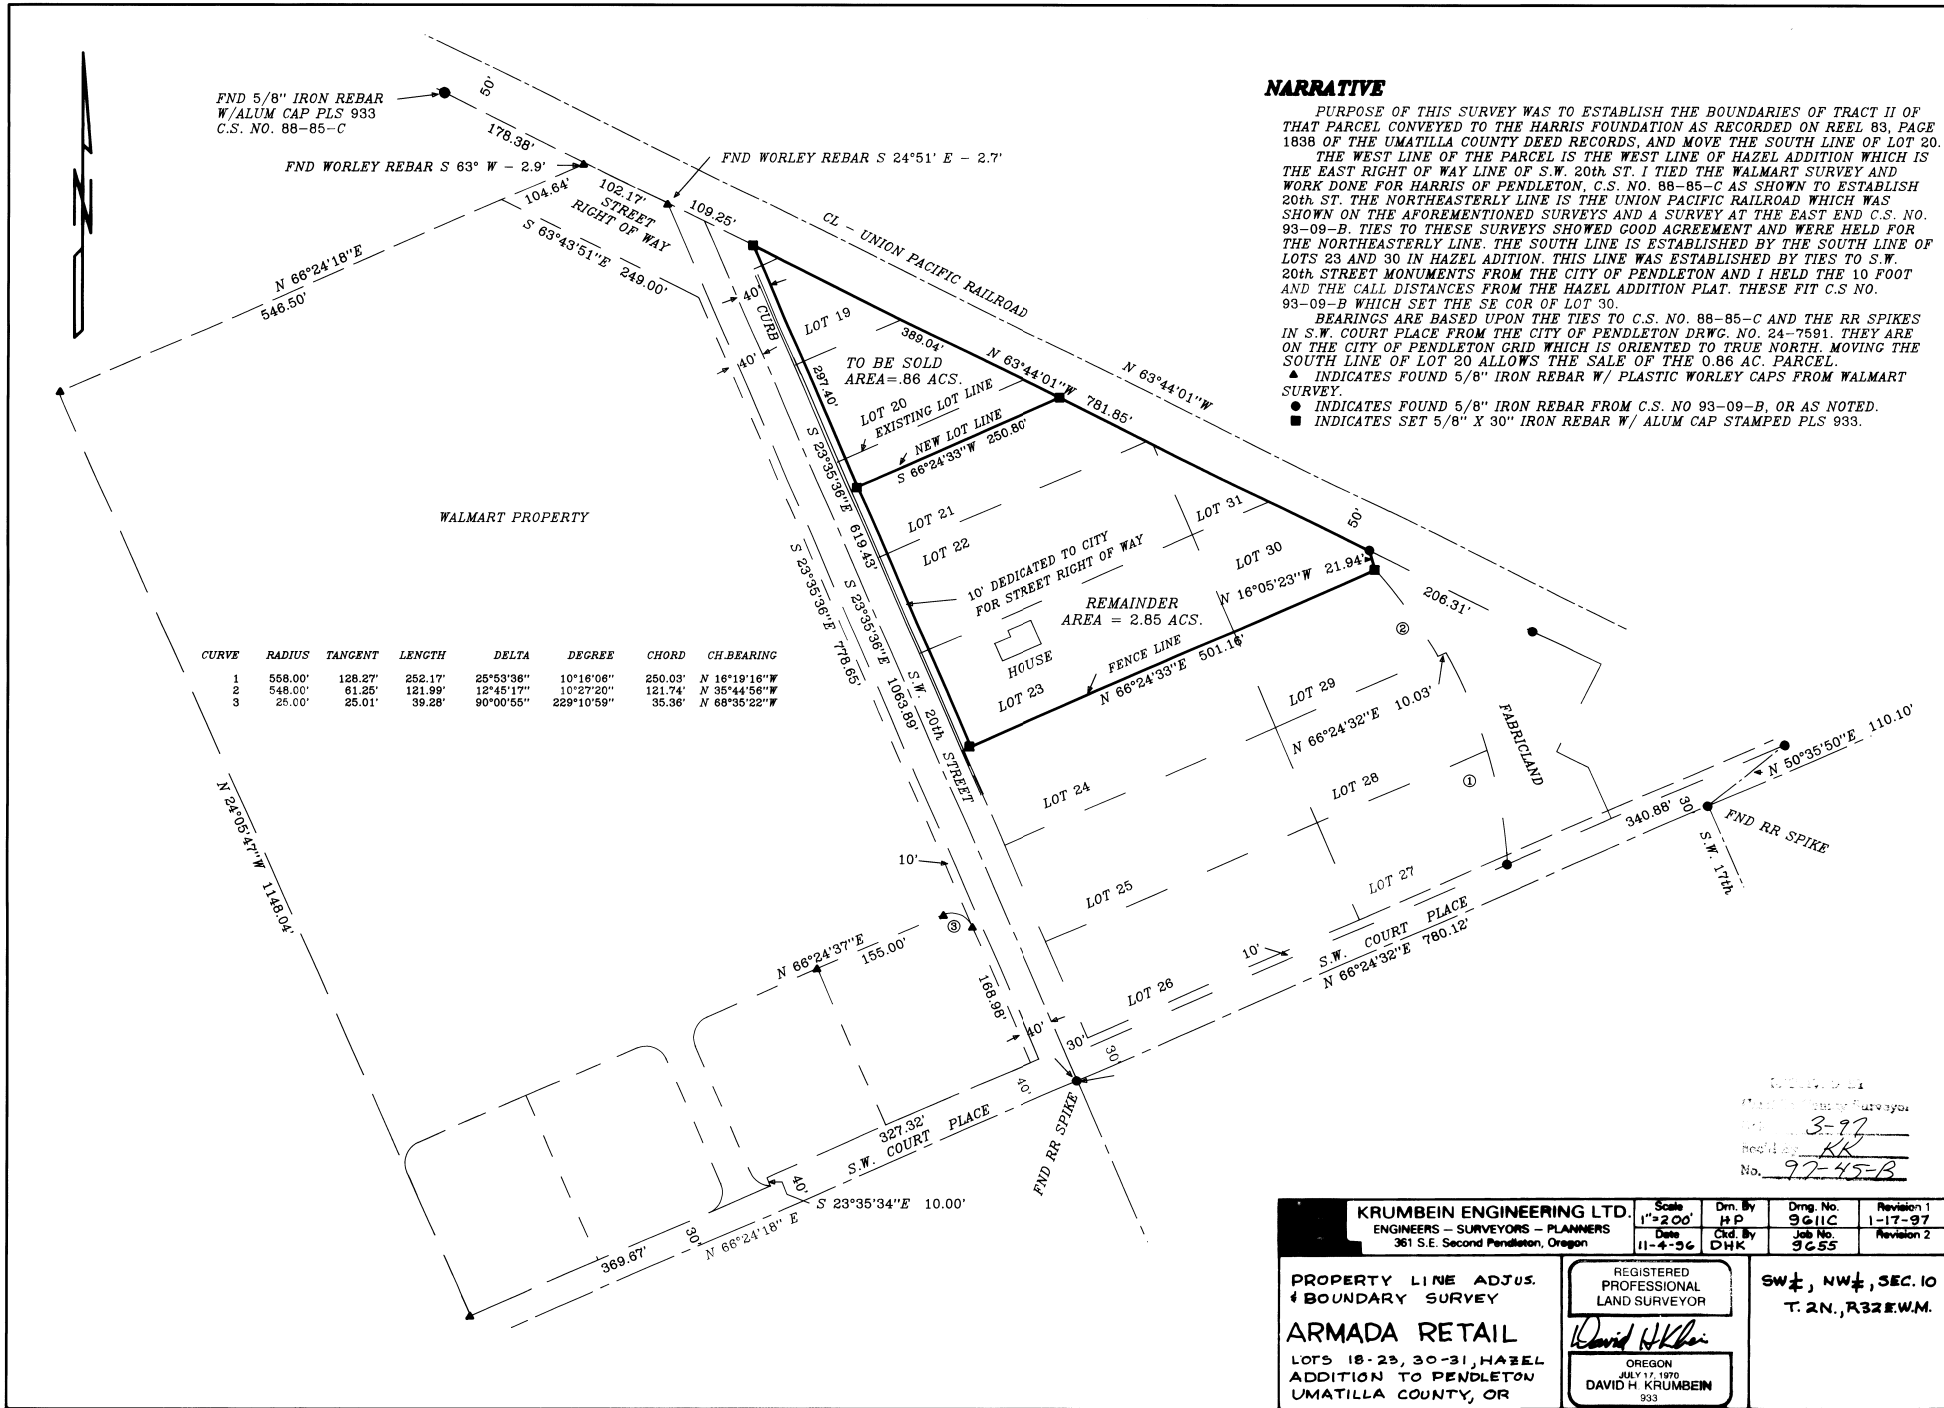 FND 5/8" IRON REBAR
W/ALUM CAP PLS 933
C.S. NO. 88-85-C
50'
178.38'
FND WORLEY REBAR S 63° W - 2.9'
FND WORLEY REBAR S 24°51' E - 2.7'
104.64'
102.17'
STREET
RIGHT OF WAY
109.25'
S 63°43'51"E 249.00'
CL - UNION PACIFIC RAILROAD
N 63°44'01"W
N 66°24'18"E
546.50'
40'
CURB
40'
LOT 19
389.04'
N 63°44'01"W 781.85'
TO BE SOLD
AREA=.86 ACS.
297.40'
LOT 20
EXISTING LOT LINE
NEW LOT LINE
S 66°24'33"W 250.80'
S 23°35'36"E 619.43'
LOT 21
LOT 22
LOT 31
50'
LOT 30
10' DEDICATED TO CITY
FOR STREET RIGHT OF WAY
N 16°05'23"W 21.94'
206.31'
REMAINDER
AREA = 2.85 ACS.
HOUSE
FENCE LINE
N 66°24'33"E 501.16'
LOT 23
WALMART PROPERTY
S 23°35'36"E 778.65'
S 23°35'36"E 1063.89'
S.W. 20th STREET
NARRATIVE
PURPOSE OF THIS SURVEY WAS TO ESTABLISH THE BOUNDARIES OF TRACT II OF
THAT PARCEL CONVEYED TO THE HARRIS FOUNDATION AS RECORDED ON REEL 83, PAGE
1838 OF THE UMATILLA COUNTY DEED RECORDS, AND MOVE THE SOUTH LINE OF LOT 20.
THE WEST LINE OF THE PARCEL IS THE WEST LINE OF HAZEL ADDITION WHICH IS
THE EAST RIGHT OF WAY LINE OF S.W. 20th ST. I TIED THE WALMART SURVEY AND
WORK DONE FOR HARRIS OF PENDLETON, C.S. NO. 88-85-C AS SHOWN TO ESTABLISH
20th ST. THE NORTHEASTERLY LINE IS THE UNION PACIFIC RAILROAD WHICH WAS
SHOWN ON THE AFOREMENTIONED SURVEYS AND A SURVEY AT THE EAST END C.S. NO.
93-09-B. TIES TO THESE SURVEYS SHOWED GOOD AGREEMENT AND WERE HELD FOR
THE NORTHEASTERLY LINE. THE SOUTH LINE IS ESTABLISHED BY THE SOUTH LINE OF
LOTS 23 AND 30 IN HAZEL ADITION. THIS LINE WAS ESTABLISHED BY TIES TO S.W.
20th STREET MONUMENTS FROM THE CITY OF PENDLETON AND I HELD THE 10 FOOT
AND THE CALL DISTANCES FROM THE HAZEL ADDITION PLAT. THESE FIT C.S NO.
93-09-B WHICH SET THE SE COR OF LOT 30.
BEARINGS ARE BASED UPON THE TIES TO C.S. NO. 88-85-C AND THE RR SPIKES
IN S.W. COURT PLACE FROM THE CITY OF PENDLETON DRWG. NO. 24-7591. THEY ARE
ON THE CITY OF PENDLETON GRID WHICH IS ORIENTED TO TRUE NORTH. MOVING THE
SOUTH LINE OF LOT 20 ALLOWS THE SALE OF THE 0.86 AC. PARCEL.
▲ INDICATES FOUND 5/8" IRON REBAR W/ PLASTIC WORLEY CAPS FROM WALMART
SURVEY.
● INDICATES FOUND 5/8" IRON REBAR FROM C.S. NO 93-09-B, OR AS NOTED.
■ INDICATES SET 5/8" X 30" IRON REBAR W/ ALUM CAP STAMPED PLS 933.
CURVE RADIUS TANGENT LENGTH DELTA DEGREE CHORD CH.BEARING
1 558.00' 128.27' 252.17' 25°53'36" 10°16'06" 250.03' N 16°19'16"W
2 548.00' 61.25' 121.99' 12°45'17" 10°27'20" 121.74' N 35°44'56"W
3 25.00' 25.01' 39.28' 90°00'55" 229°10'59" 35.36' N 68°35'22"W
②
LOT 29
N 66°24'32"E 10.03'
FABRICLAND
①
LOT 24
LOT 28
N 50°35'50"E 110.10'
340.88'
30'
FND RR SPIKE
S.W. 17th
N 24°05'47"W 1148.04'
10'
LOT 25
LOT 27
③
N 66°24'37"E
155.00'
168.98'
10'
S.W. COURT PLACE
N 66°24'32"E 780.12'
LOT 26
40'
30'
30'
40'
FND RR SPIKE
327.32'
S.W. COURT PLACE
40'
S 23°35'34"E 10.00'
30'
N 66°24'18" E
369.67'
County Surveyor
3-97
Rec'd by KK
No. 97-45-B
KRUMBEIN ENGINEERING LTD.
ENGINEERS - SURVEYORS - PLANNERS
361 S.E. Second Pendleton, Oregon
Scale 1"=200'
Date 11-4-96
Drn. By HP
Ckd. By DHK
Drng. No. 9611C
Job No. 9655
Revision 1 1-17-97
Revision 2
PROPERTY LINE ADJUS.
& BOUNDARY SURVEY
ARMADA RETAIL
LOTS 18-23, 30-31, HAZEL
ADDITION TO PENDLETON
UMATILLA COUNTY, OR
REGISTERED
PROFESSIONAL
LAND SURVEYOR
OREGON
JULY 17, 1970
DAVID H. KRUMBEIN
933
SW¼, NW¼, SEC. 10
T. 2N., R32E.W.M.